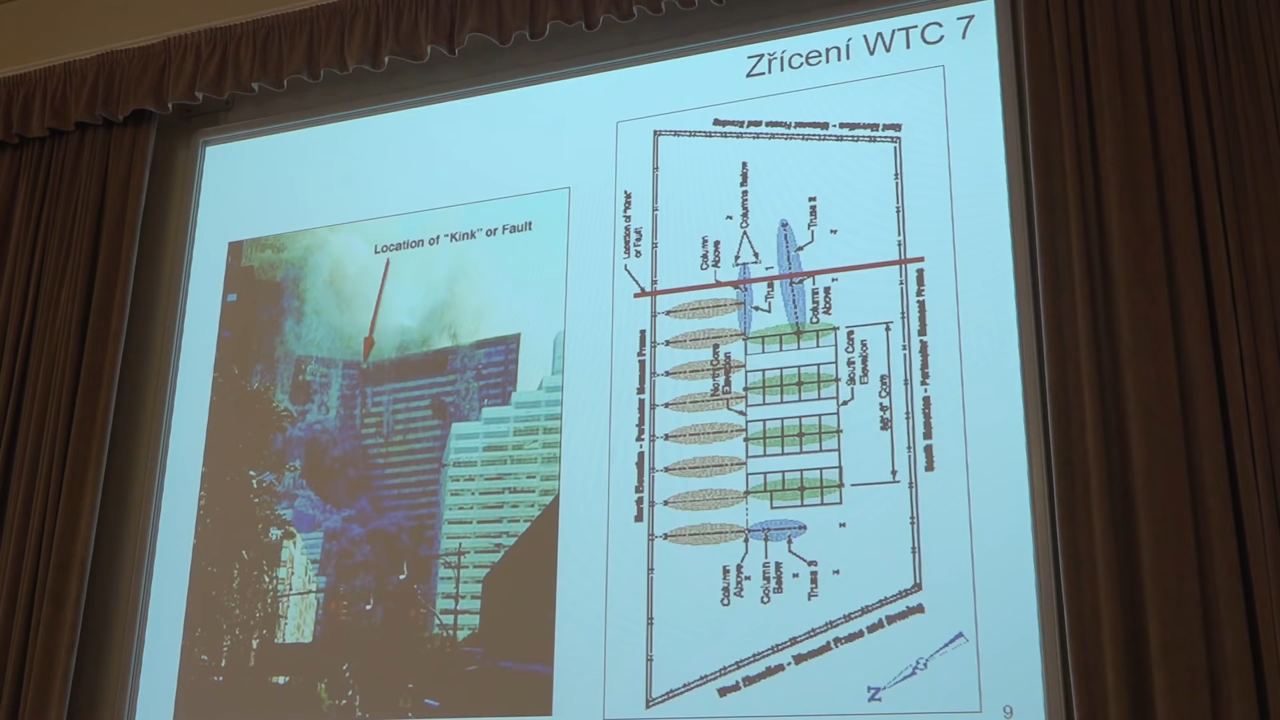 Zřícení WTC 7
Location of "Kink" or Fault
East Elevation - Moment Frame and Bracing
Location of "Kink"
or Fault
Column
Above
Columns Below
Truss 2
Truss 1
Column
Above
North Elevation - Perimeter Moment Frame
North Core
Elevation
South Core
Elevation
South Elevation - Perimeter Moment Frame
Column
Above
Column
Below
Truss 3
West Elevation - Moment Frame and Bracing
N
9